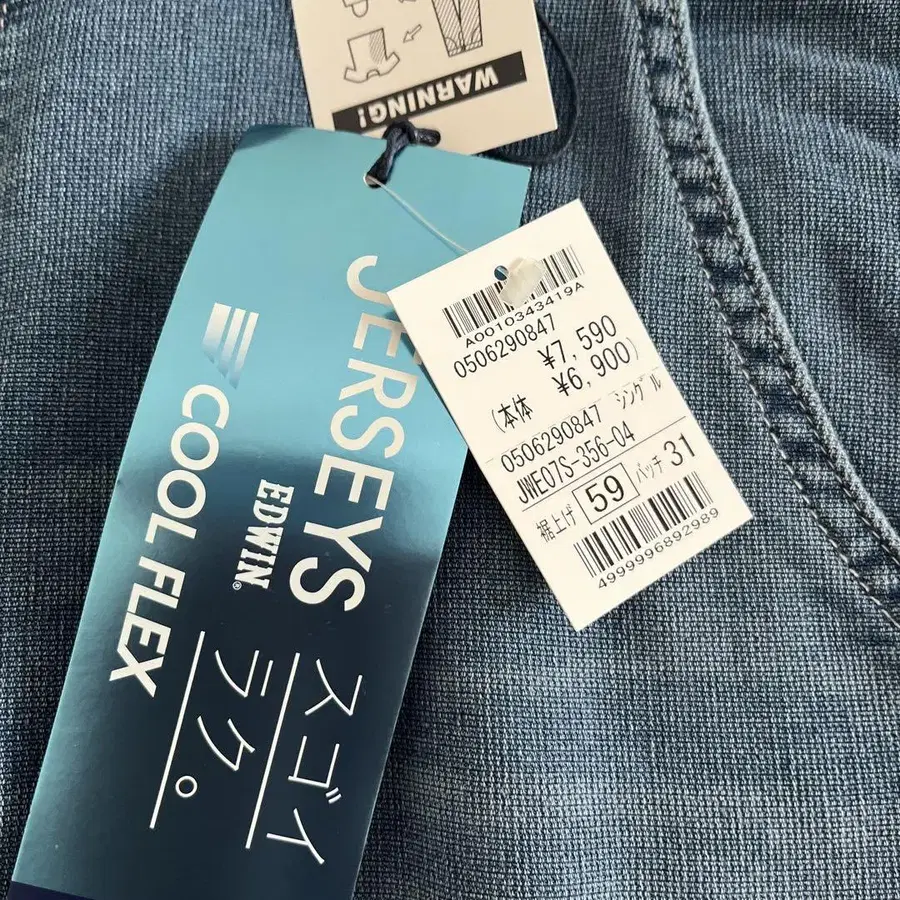 WARNING!
JERSEYS
EDWIN®
COOL FLEX
スゴイ
ラク。
A0010343419A
0506290847
¥7,590
(本体 ¥6,900)
0506290847 シングル
JWE07S-356-04
裾上げ 59 パッチ 31
4999996892989